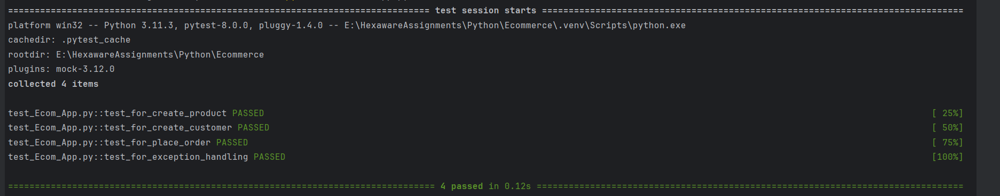 =============================================================================== test session starts ===============================================================================
platform win32 -- Python 3.11.3, pytest-8.0.0, pluggy-1.4.0 -- E:\HexawareAssignments\Python\Ecommerce\.venv\Scripts\python.exe
cachedir: .pytest_cache
rootdir: E:\HexawareAssignments\Python\Ecommerce
plugins: mock-3.12.0
collected 4 items
test_Ecom_App.py::test_for_create_product PASSED [ 25%]
test_Ecom_App.py::test_for_create_customer PASSED [ 50%]
test_Ecom_App.py::test_for_place_order PASSED [ 75%]
test_Ecom_App.py::test_for_exception_handling PASSED [100%]
================================================================================ 4 passed in 0.12s ================================================================================